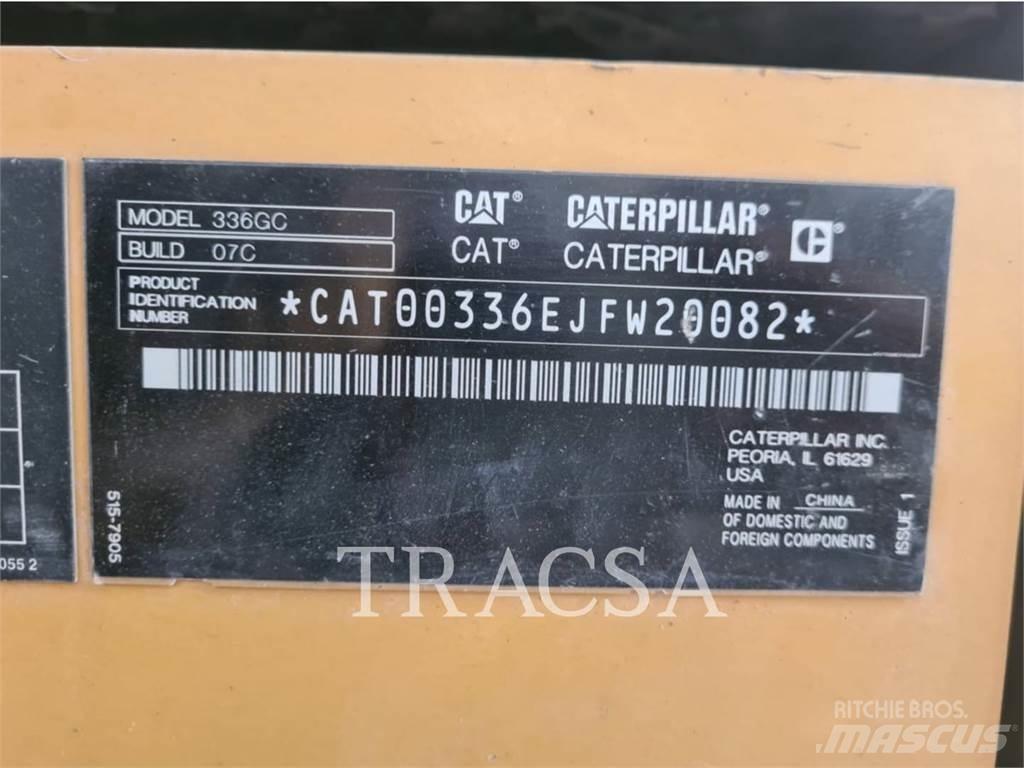 MODEL 336GC
BUILD 07C
CAT® CATERPILLAR®
CAT® CATERPILLAR®
PRODUCT
IDENTIFICATION
NUMBER
*CAT00336EJFW20082*
CATERPILLAR INC.
PEORIA, IL 61629
USA
MADE IN CHINA
OF DOMESTIC AND
FOREIGN COMPONENTS
ISSUE 1
515-7905
055 2
TRACSA
RITCHIE BROS.
MASCUS